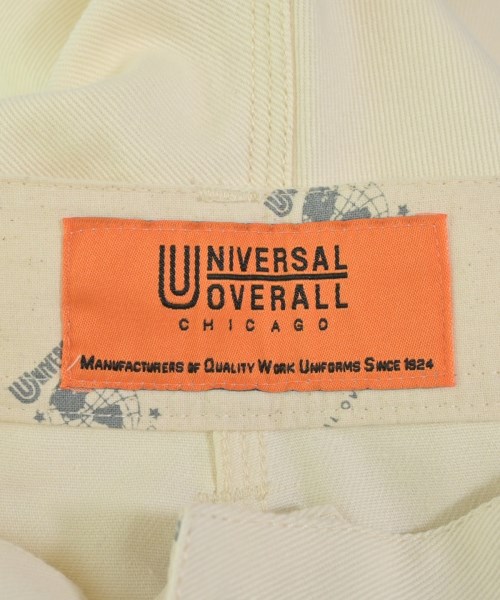 UNIVERSAL
OVERALL
CHICAGO
MANUFACTURERS OF QUALITY WORK UNIFORMS SINCE 1924